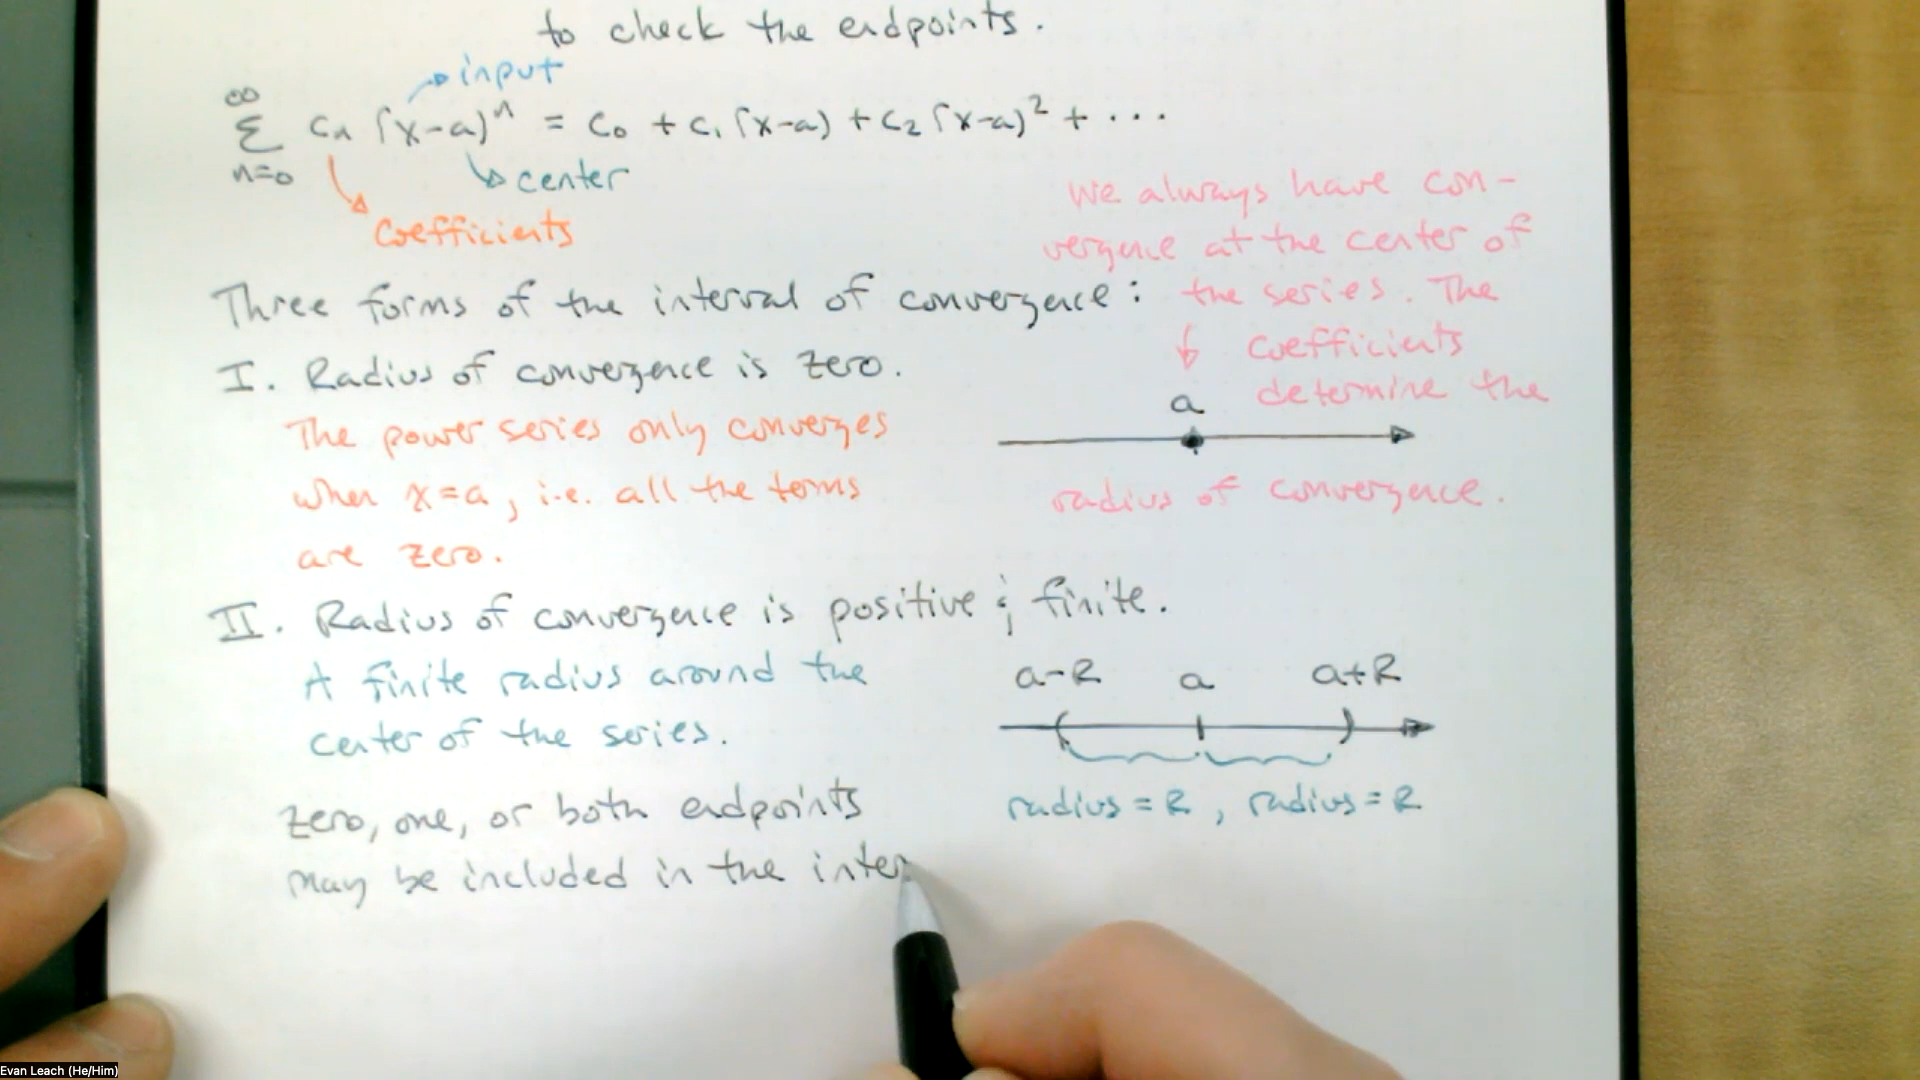 to check the endpoints.
input
∞
Σ cn (x-a)^n = c0 + c1 (x-a) + c2 (x-a)^2 + ...
n=0
center
coefficients
We always have con-
vergence at the center of
the series. The
coefficients
determine the
radius of convergence.
Three forms of the interval of convergence:
I. Radius of convergence is zero.
a
The power series only converges
when x=a, i.e. all the terms
are zero.
II. Radius of convergence is positive & finite.
A finite radius around the
center of the series.
a-R a a+R
radius = R, radius = R
zero, one, or both endpoints
may be included in the inter
Evan Leach (He/Him)